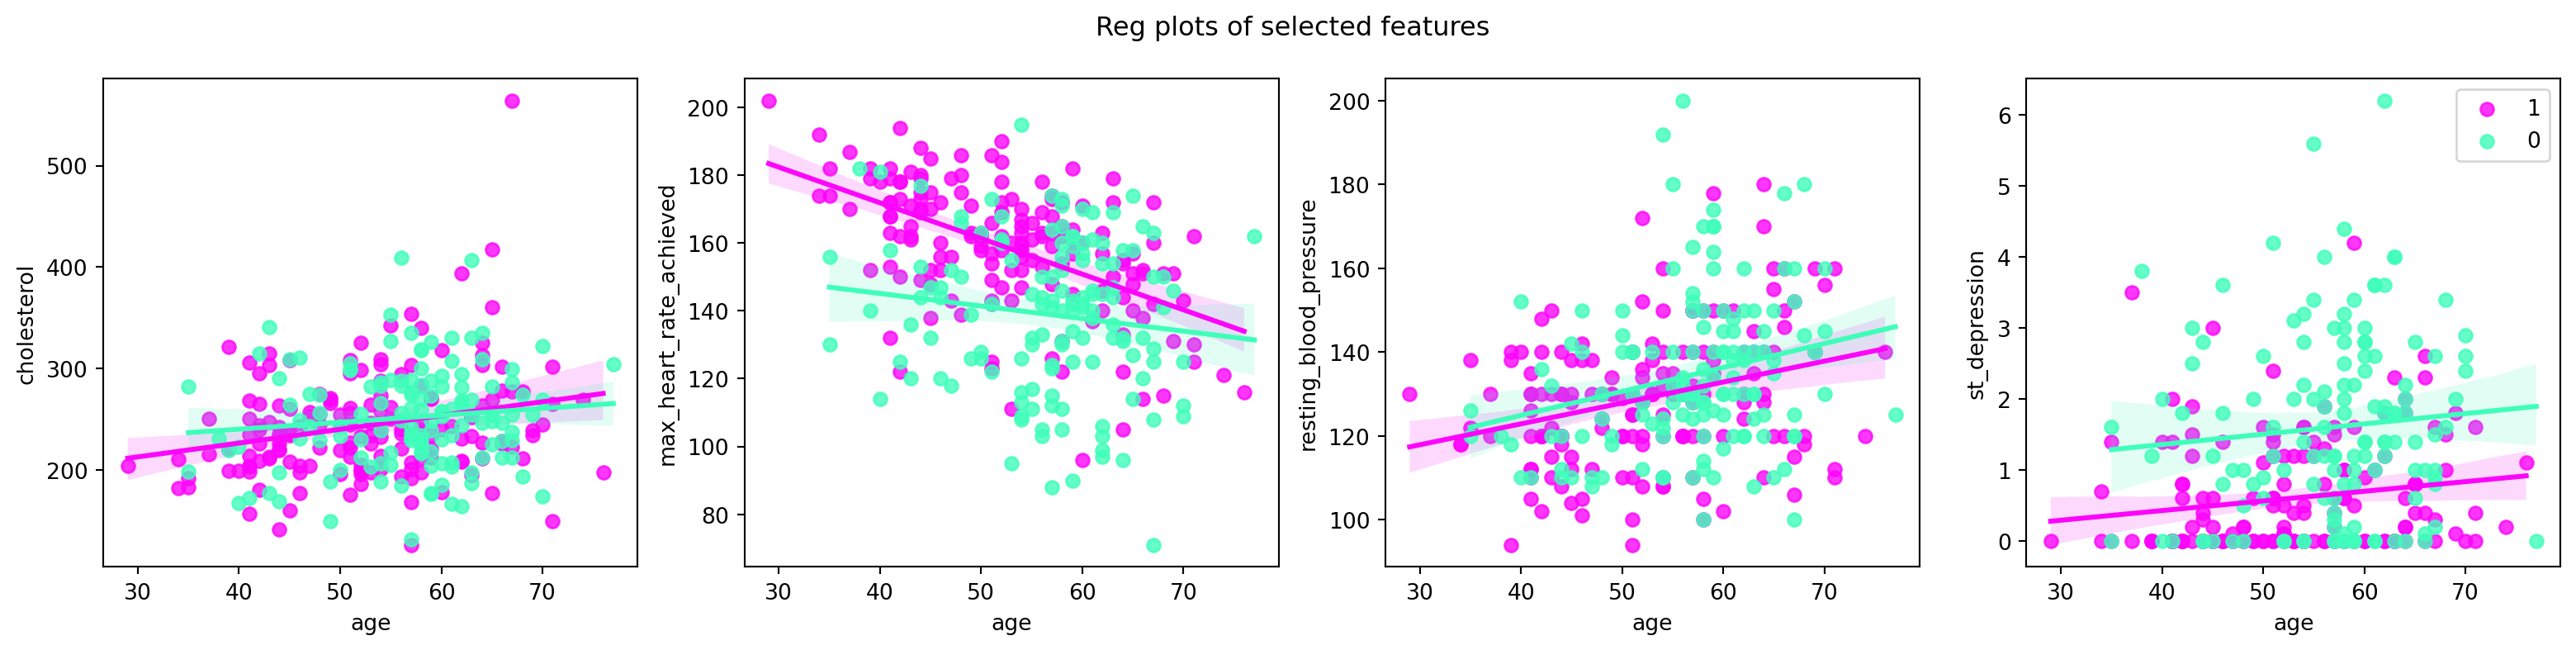 Reg plots of selected features
cholesterol
500
400
300
200
30 40 50 60 70
age
max_heart_rate_achieved
200
180
160
140
120
100
80
30 40 50 60 70
age
resting_blood_pressure
200
180
160
140
120
100
30 40 50 60 70
age
st_depression
6
5
4
3
2
1
0
1
0
30 40 50 60 70
age